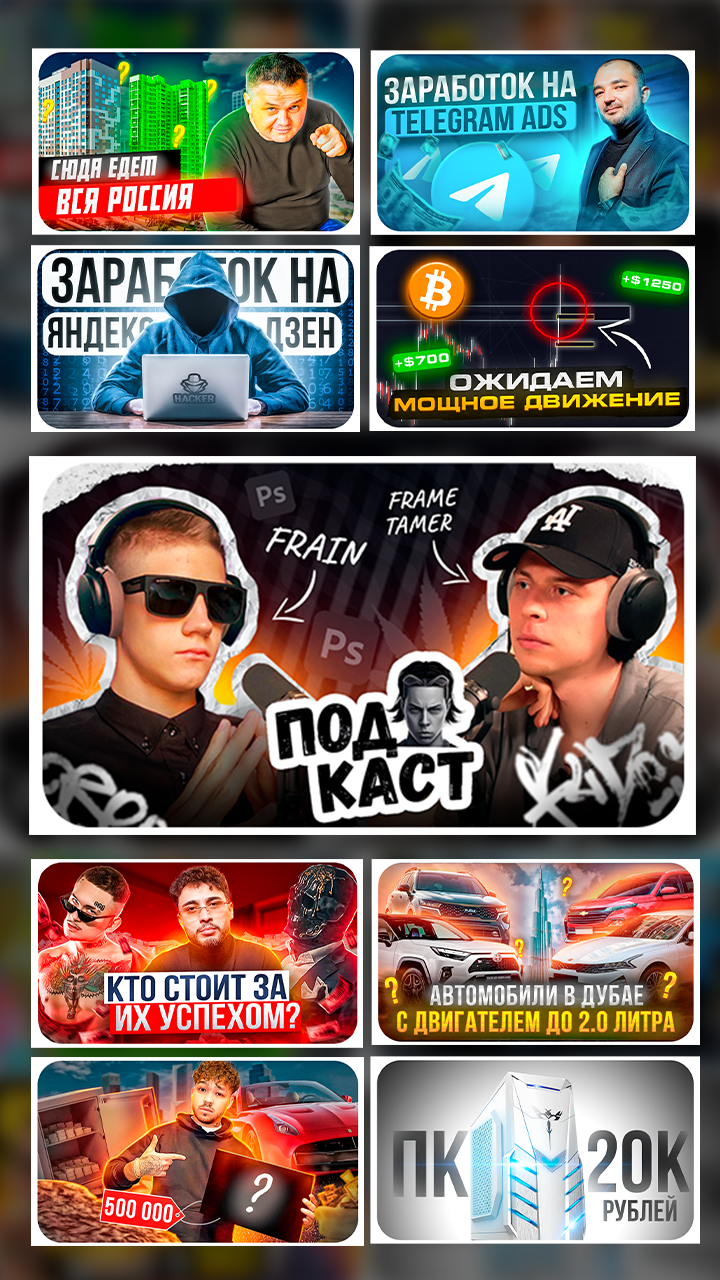 СЮДА ЕДЕТ
ВСЯ РОССИЯ
ЗАРАБОТОК НА
TELEGRAM ADS
ЗАРАБОТОК НА
ЯНДЕКС ДЗЕН
HACKER
+$1250
+$700
ОЖИДАЕМ
МОЩНОЕ ДВИЖЕНИЕ
Ps
FRAIN
FRAME
TAMER
Ps
ПОД
КАСТ
КТО СТОИТ ЗА
ИХ УСПЕХОМ?
АВТОМОБИЛИ В ДУБАЕ
С ДВИГАТЕЛЕМ ДО 2.0 ЛИТРА
500 000
?
ПК 20К
РУБЛЕЙ